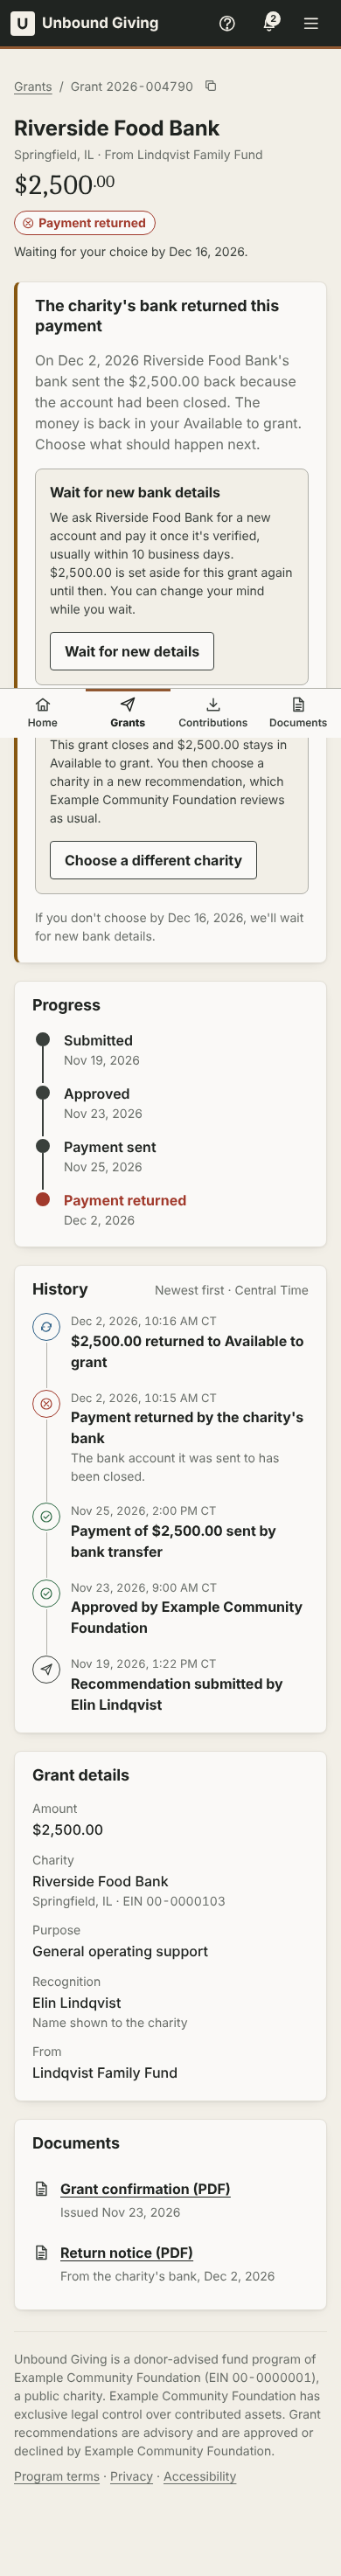 U Unbound Giving 2
Grants / Grant 2026-004790
Riverside Food Bank
Springfield, IL · From Lindqvist Family Fund
$2,500.00
Payment returned
Waiting for your choice by Dec 16, 2026.
The charity's bank returned this
payment
On Dec 2, 2026 Riverside Food Bank's
bank sent the $2,500.00 back because
the account had been closed. The
money is back in your Available to grant.
Choose what should happen next.
Wait for new bank details
We ask Riverside Food Bank for a new
account and pay it once it's verified,
usually within 10 business days.
$2,500.00 is set aside for this grant again
until then. You can change your mind
while you wait.
Wait for new details
Home Grants Contributions Documents
This grant closes and $2,500.00 stays in
Available to grant. You then choose a
charity in a new recommendation, which
Example Community Foundation reviews
as usual.
Choose a different charity
If you don't choose by Dec 16, 2026, we'll wait
for new bank details.
Progress
Submitted
Nov 19, 2026
Approved
Nov 23, 2026
Payment sent
Nov 25, 2026
Payment returned
Dec 2, 2026
History Newest first · Central Time
Dec 2, 2026, 10:16 AM CT
$2,500.00 returned to Available to
grant
Dec 2, 2026, 10:15 AM CT
Payment returned by the charity's
bank
The bank account it was sent to has
been closed.
Nov 25, 2026, 2:00 PM CT
Payment of $2,500.00 sent by
bank transfer
Nov 23, 2026, 9:00 AM CT
Approved by Example Community
Foundation
Nov 19, 2026, 1:22 PM CT
Recommendation submitted by
Elin Lindqvist
Grant details
Amount
$2,500.00
Charity
Riverside Food Bank
Springfield, IL · EIN 00-0000103
Purpose
General operating support
Recognition
Elin Lindqvist
Name shown to the charity
From
Lindqvist Family Fund
Documents
Grant confirmation (PDF)
Issued Nov 23, 2026
Return notice (PDF)
From the charity's bank, Dec 2, 2026
Unbound Giving is a donor-advised fund program of
Example Community Foundation (EIN 00-0000001),
a public charity. Example Community Foundation has
exclusive legal control over contributed assets. Grant
recommendations are advisory and are approved or
declined by Example Community Foundation.
Program terms · Privacy · Accessibility